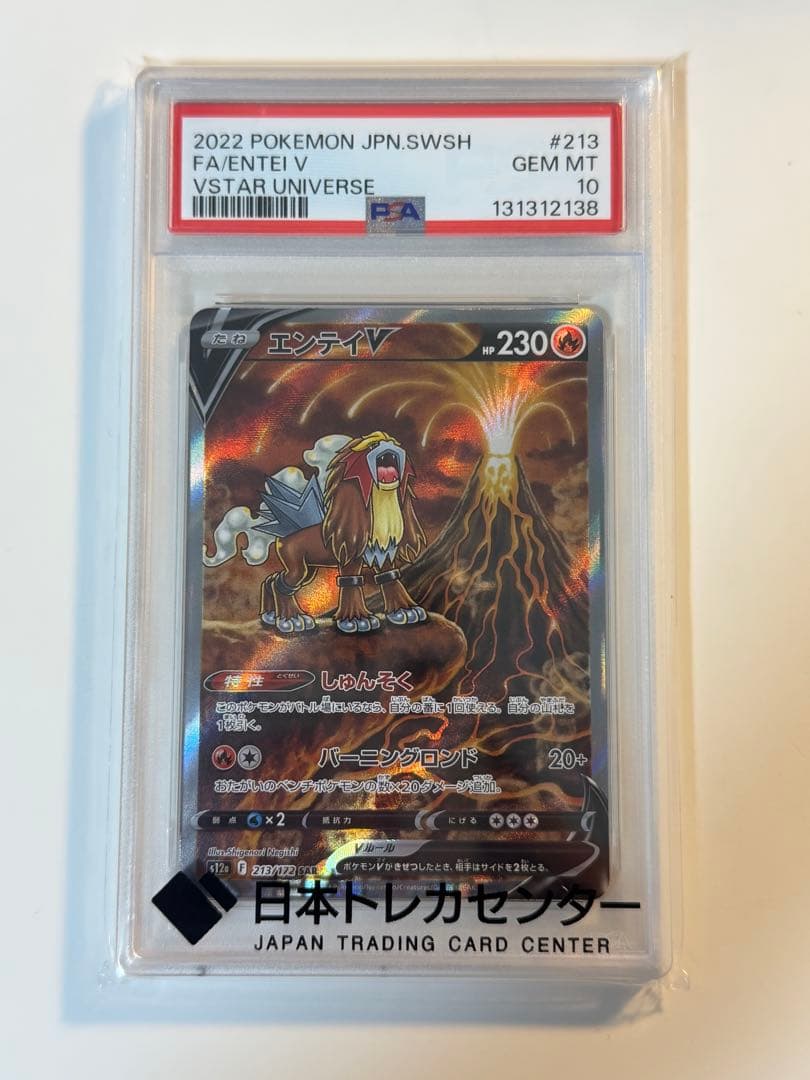 2022 POKEMON JPN.SWSH #213
FA/ENTEI V GEM MT
VSTAR UNIVERSE 10
PSA 131312138
たね エンテイV HP 230
特性 とくせい しゅんそく
このポケモンがバトル場にいるなら、自分の番に1回使える。自分の山札を
1枚引く。
バーニングロンド 20+
おたがいのベンチポケモンの数×20ダメージ追加。
弱点 ×2 抵抗力 にげる
Illus. Shigenori Negishi Vルール
ポケモンVがきぜつしたとき、相手はサイドを2枚とる。
s12a F 213/172 SAR
日本トレカセンター
JAPAN TRADING CARD CENTER